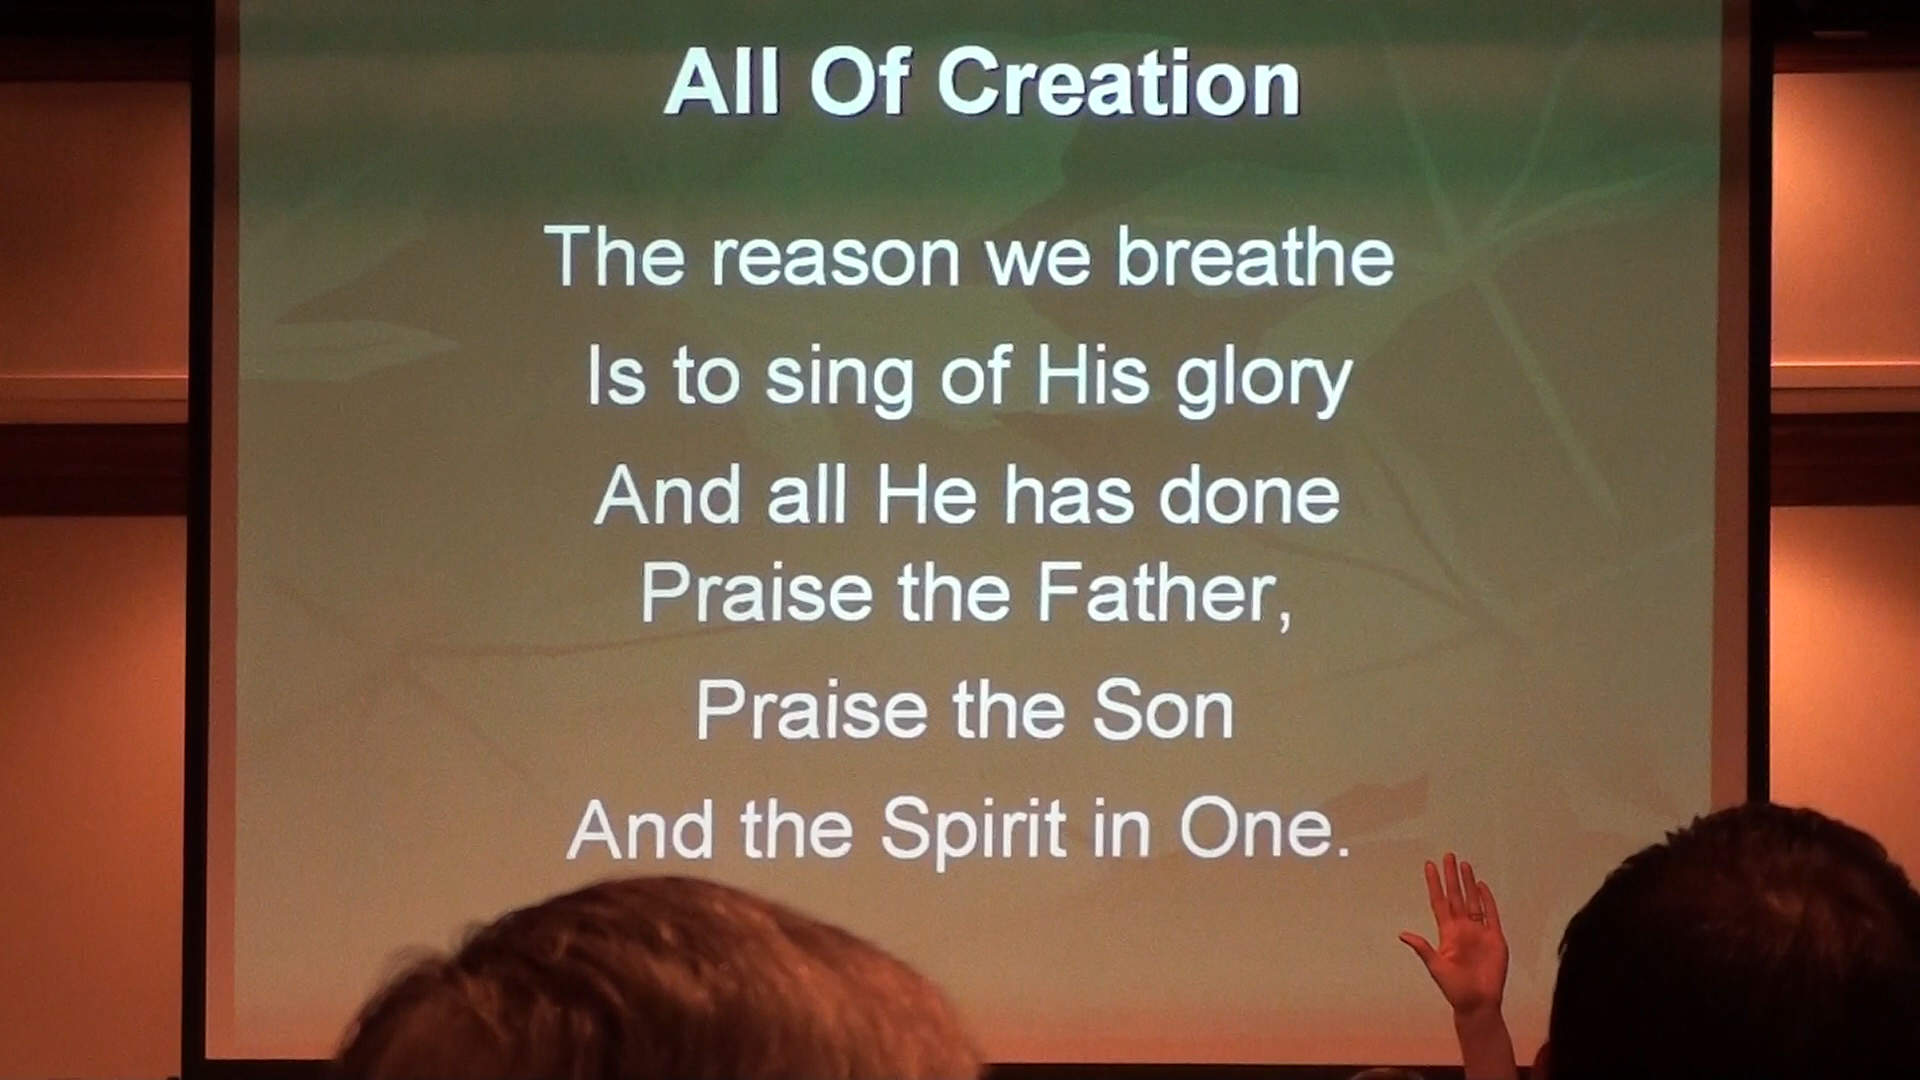 All Of Creation
The reason we breathe
Is to sing of His glory
And all He has done
Praise the Father,
Praise the Son
And the Spirit in One.